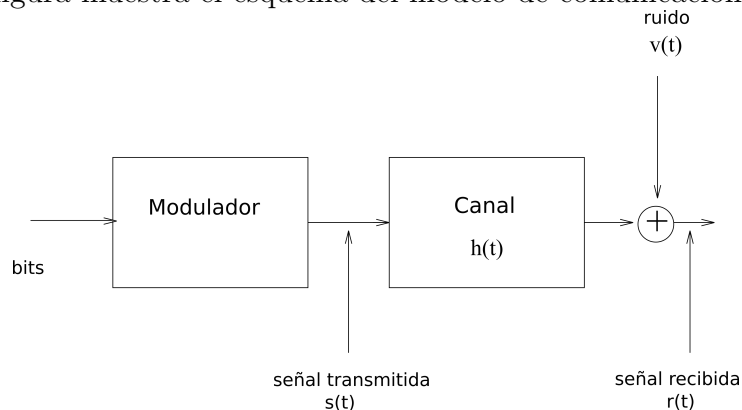 figura muestra el esquema del modelo de comunicación
ruido
v(t)
Modulador
Canal
h(t)
+
bits
señal transmitida
s(t)
señal recibida
r(t)